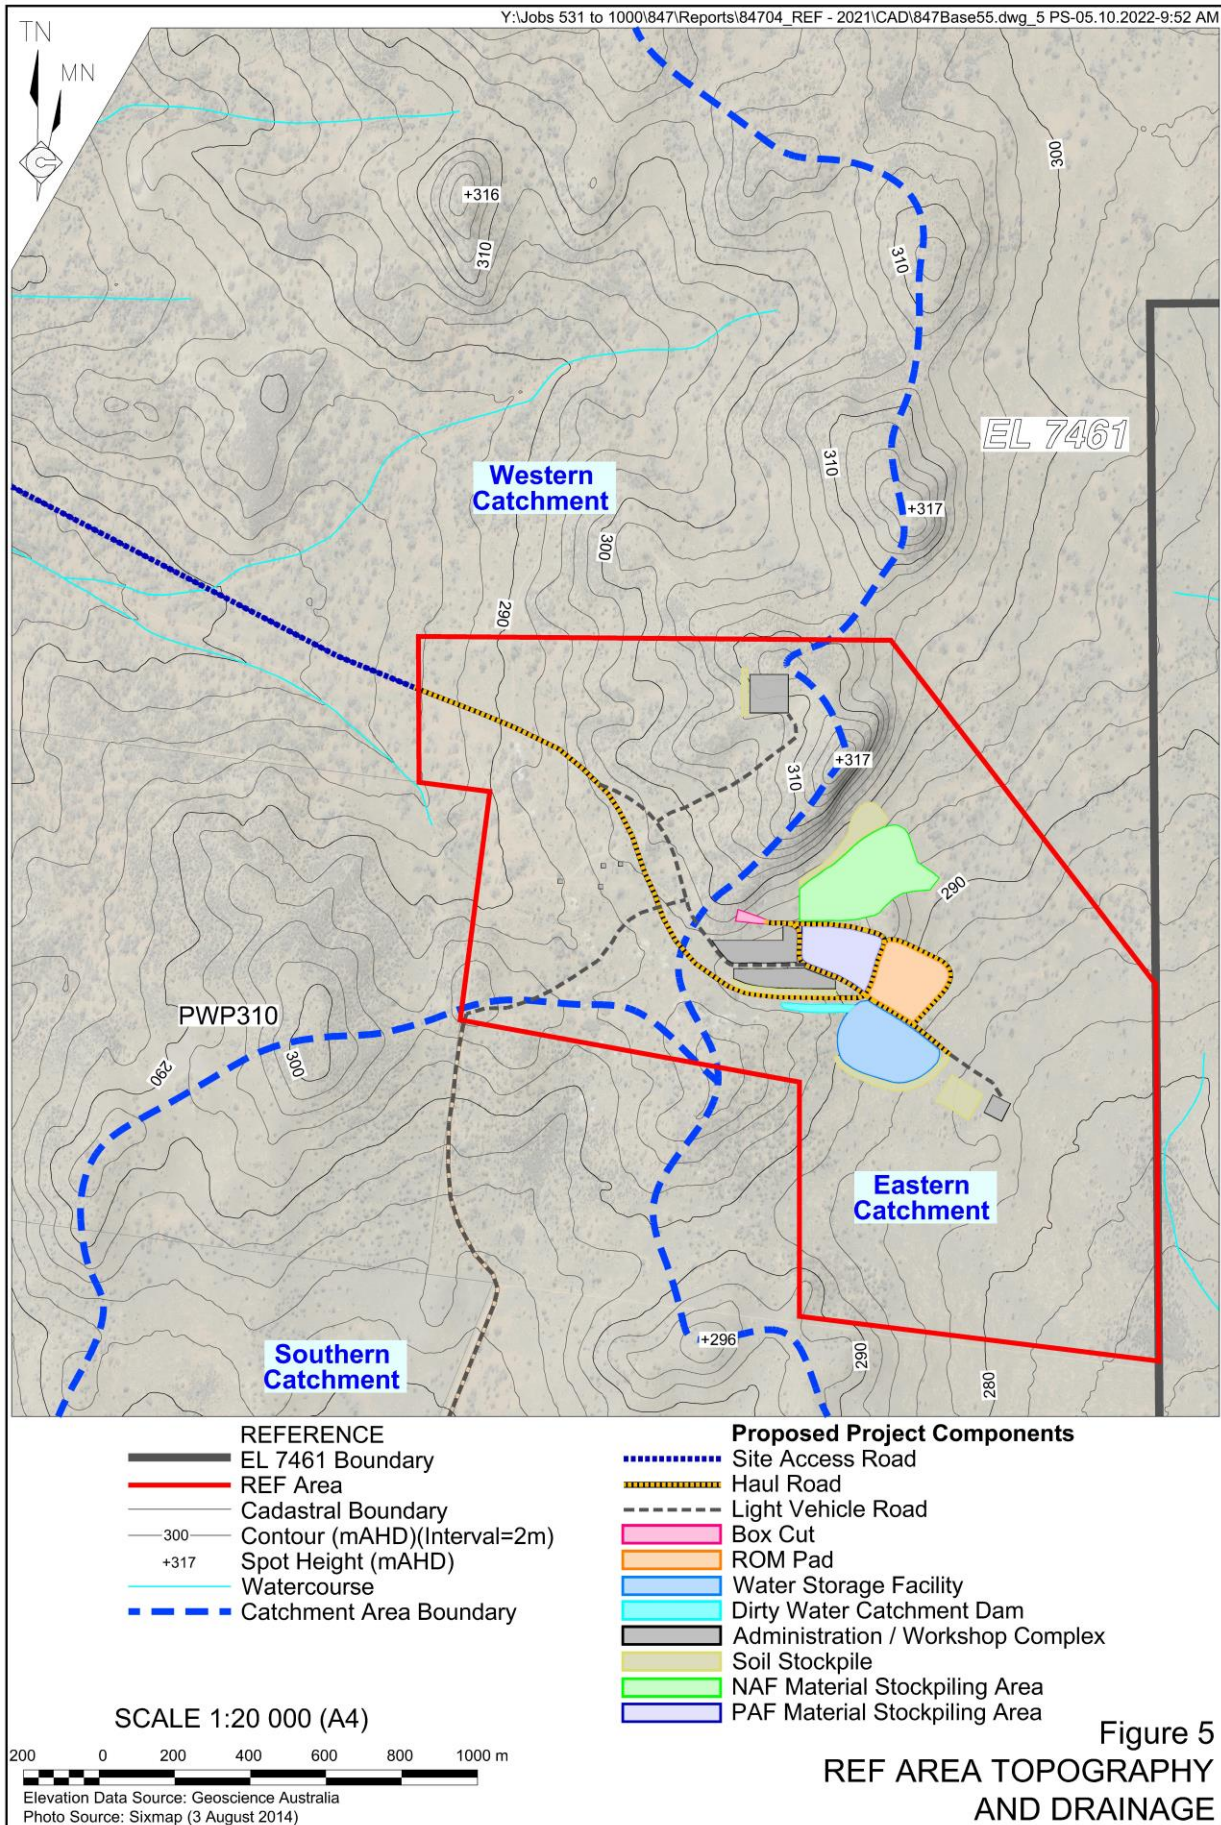 Y:\Jobs 531 to 1000\847\Reports\84704_REF - 2021\CAD\847Base55.dwg_5 PS-05.10.2022-9:52 AM
TN
MN
300
+316
310
310
EL 7461
Western
Catchment
310
+317
300
290
310
+317
290
PWP310
290
300
Eastern
Catchment
Southern
Catchment
+296
290
280
REFERENCE
EL 7461 Boundary
REF Area
Cadastral Boundary
300 Contour (mAHD)(Interval=2m)
+317 Spot Height (mAHD)
Watercourse
Catchment Area Boundary
Proposed Project Components
Site Access Road
Haul Road
Light Vehicle Road
Box Cut
ROM Pad
Water Storage Facility
Dirty Water Catchment Dam
Administration / Workshop Complex
Soil Stockpile
NAF Material Stockpiling Area
PAF Material Stockpiling Area
SCALE 1:20 000 (A4)
200 0 200 400 600 800 1000 m
Elevation Data Source: Geoscience Australia
Photo Source: Sixmap (3 August 2014)
Figure 5
REF AREA TOPOGRAPHY
AND DRAINAGE